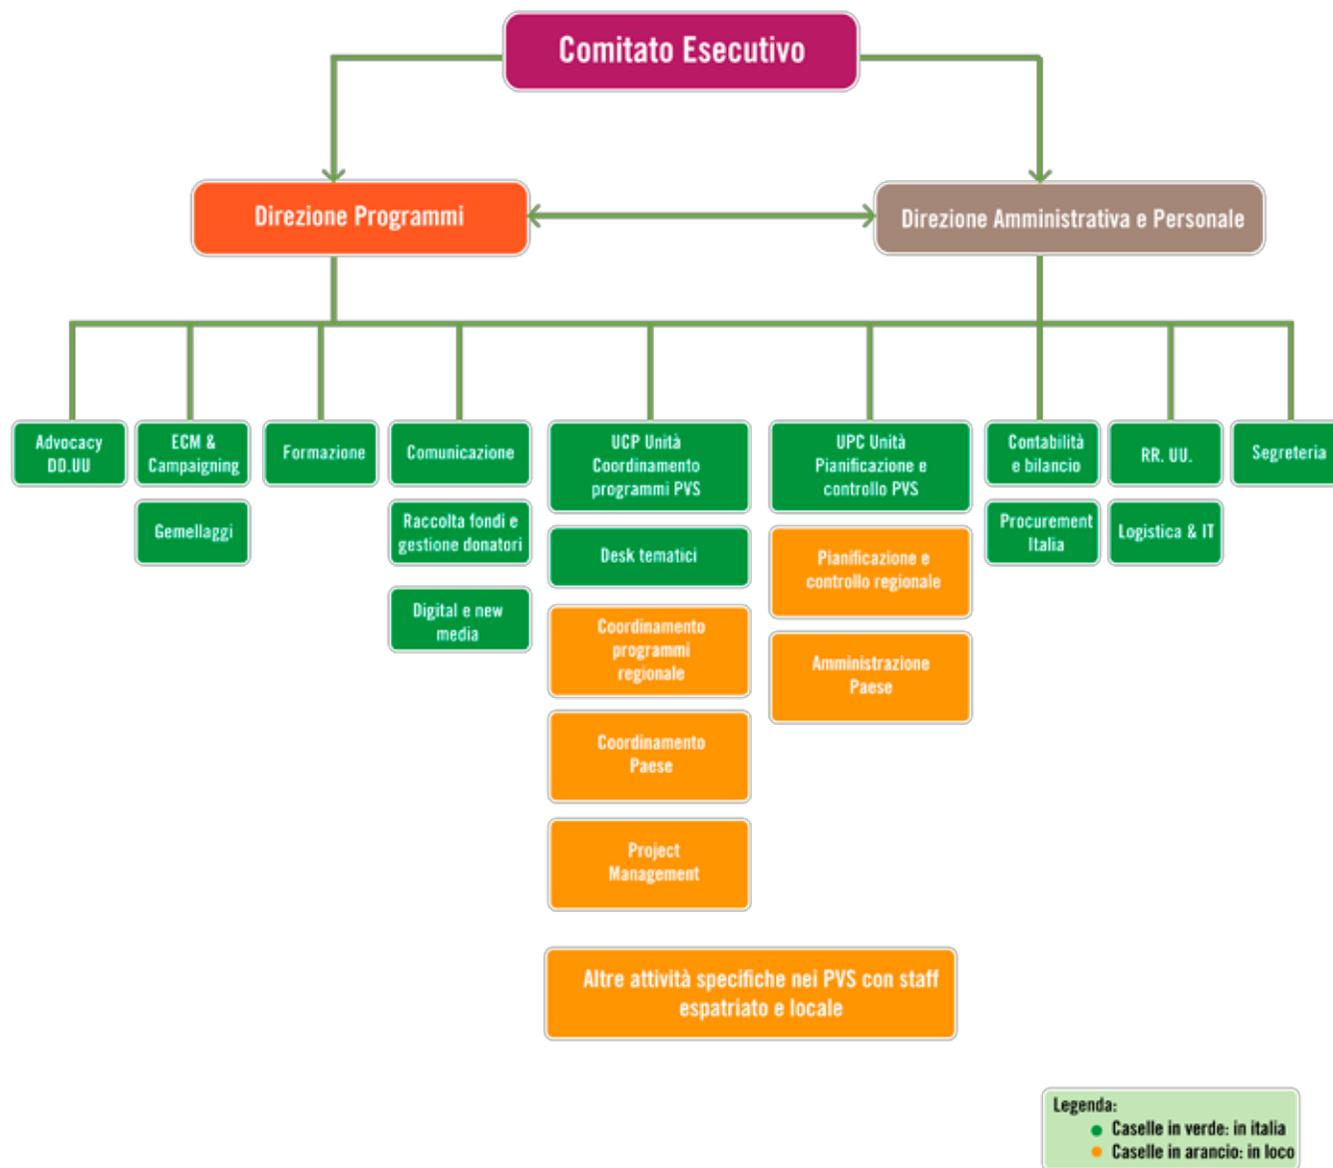 Comitato Esecutivo
Direzione Programmi
Direzione Amministrativa e Personale
Advocacy
DD.UU
ECM &
Campaigning
Gemellaggi
Formazione
Comunicazione
Raccolta fondi e
gestione donatori
Digital e new
media
UCP Unità
Coordinamento
programmi PVS
Desk tematici
Coordinamento
programmi
regionale
Coordinamento
Paese
Project
Management
UPC Unità
Pianificazione e
controllo PVS
Pianificazione e
controllo regionale
Amministrazione
Paese
Contabilità
e bilancio
Procurement
Italia
RR. UU.
Logistica & IT
Segreteria
Altre attività specifiche nei PVS con staff
espatriato e locale
Legenda:
Caselle in verde: in italia
Caselle in arancio: in loco